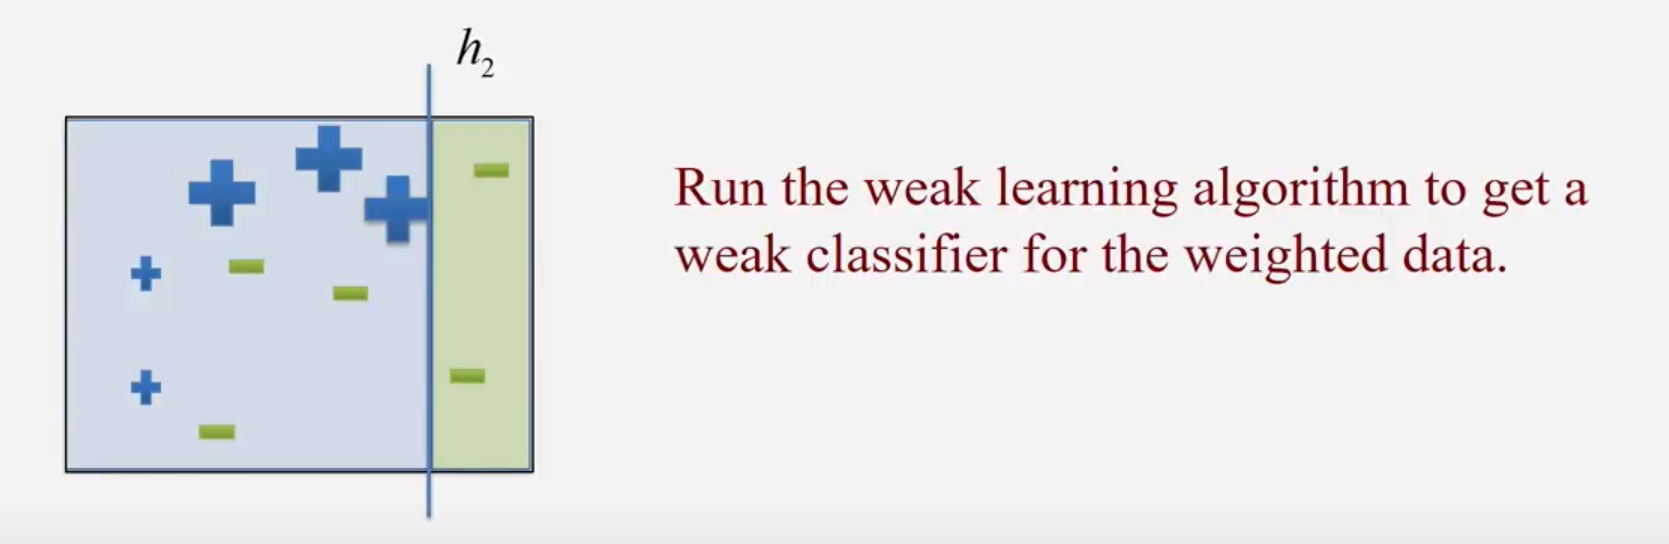 h₂
Run the weak learning algorithm to get a
weak classifier for the weighted data.